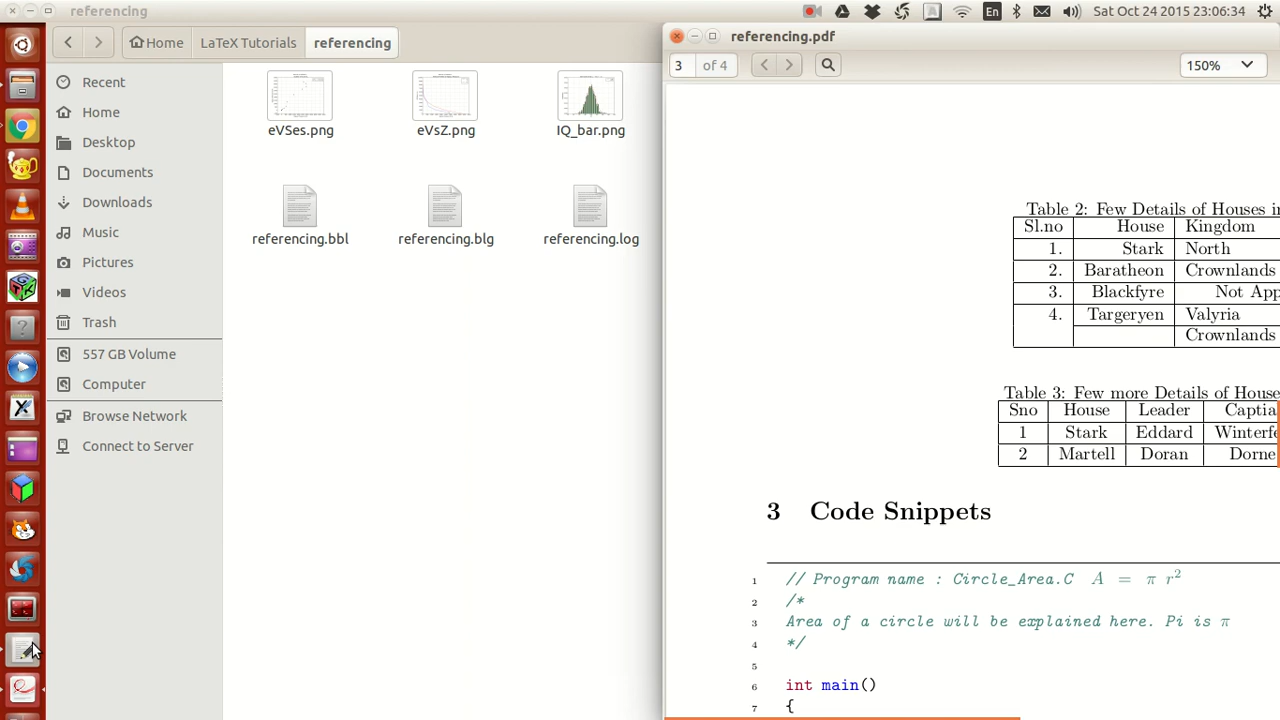 referencing
En
Sat Oct 24 2015 23:06:34
Home
LaTeX Tutorials
referencing
Recent
Home
Desktop
Documents
Downloads
Music
Pictures
Videos
Trash
557 GB Volume
Computer
Browse Network
Connect to Server
eVSes.png
eVsZ.png
IQ_bar.png
referencing.bbl
referencing.blg
referencing.log
referencing.pdf
3 of 4
150%
Table 2: Few Details of Houses in
Sl.no House Kingdom
1. Stark North
2. Baratheon Crownlands
3. Blackfyre Not App
4. Targeryen Valyria
Crownlands
Table 3: Few more Details of House
Sno House Leader Captia
1 Stark Eddard Winterfe
2 Martell Doran Dorne
3 Code Snippets
1 // Program name : Circle_Area.C A = π r²
2 /*
3 Area of a circle will be explained here. Pi is π
4 */
5
6 int main()
7 {